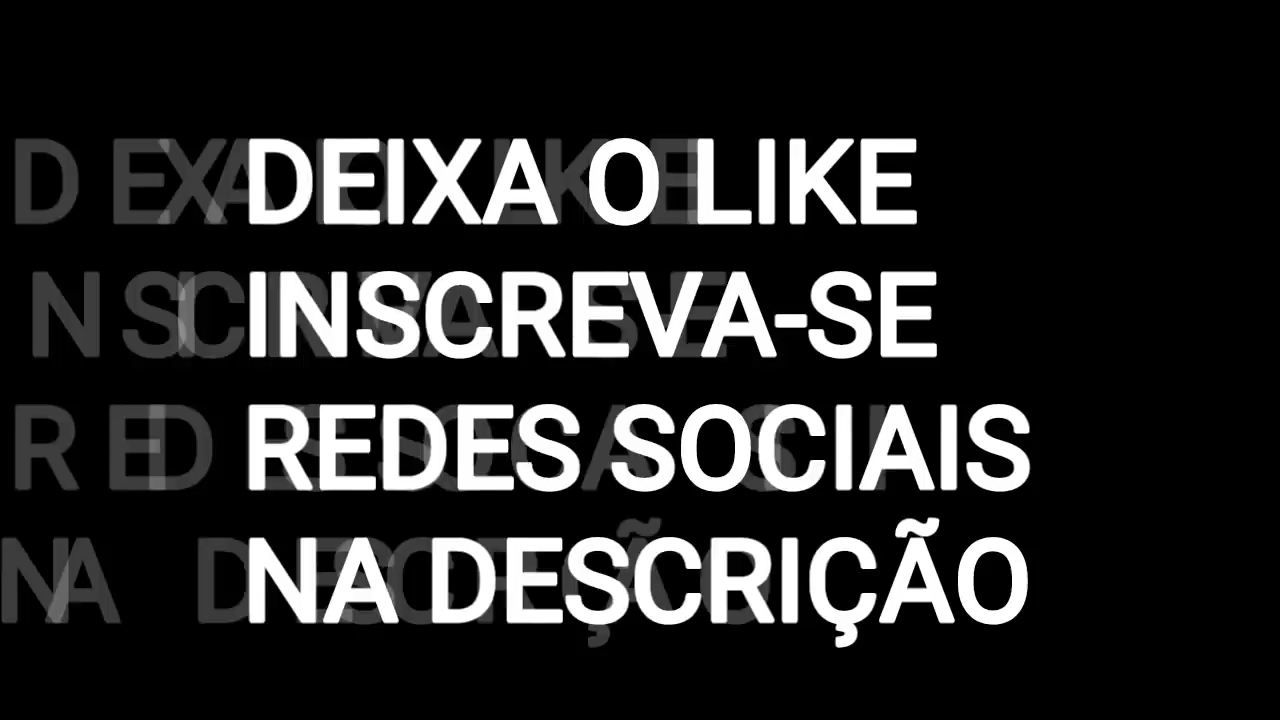 DEIXA O LIKE
INSCREVA-SE
REDES SOCIAIS
NA DESCRIÇÃO